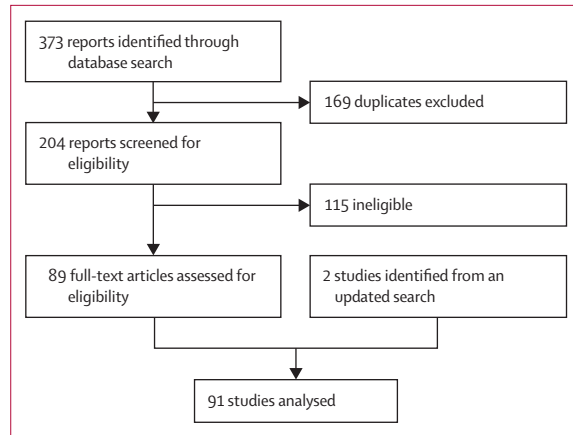 373 reports identified through
database search
169 duplicates excluded
204 reports screened for
eligibility
115 ineligible
89 full-text articles assessed for
eligibility
2 studies identified from an
updated search
91 studies analysed